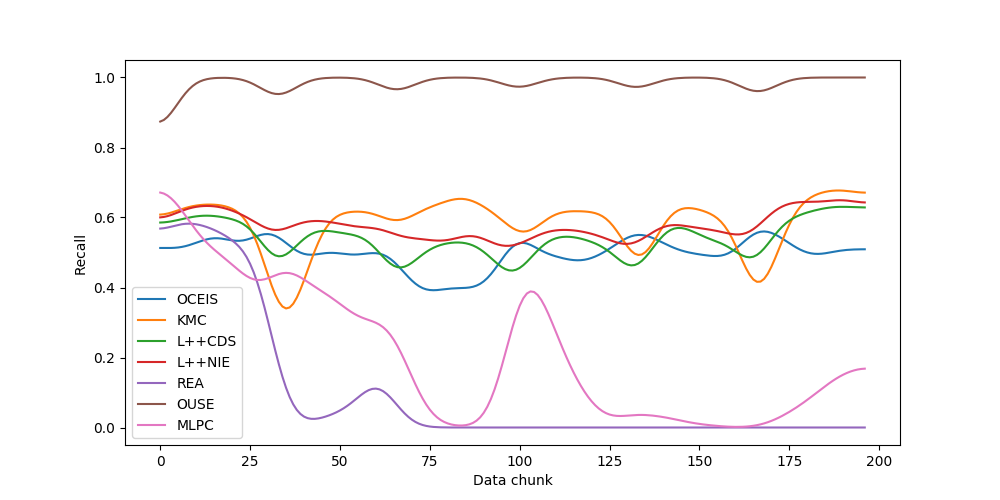 1.0
0.8
0.6
0.4
0.2
0.0
Recall
OCEIS
KMC
L++CDS
L++NIE
REA
OUSE
MLPC
0 25 50 75 100 125 150 175 200
Data chunk